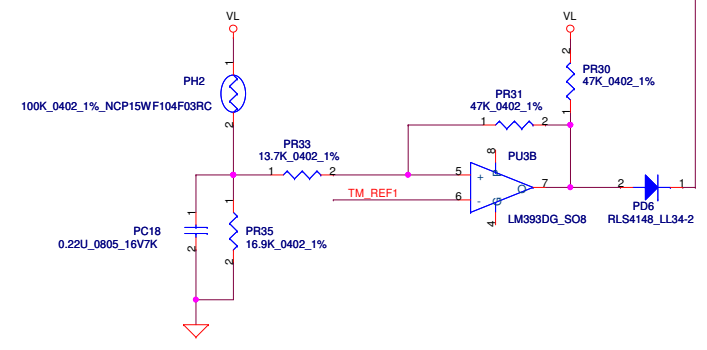 VL
VL
1
2
PH2
100K_0402_1%_NCP15WF104F03RC
2
PR30
47K_0402_1%
1
PR31
47K_0402_1%
1
2
PR33
13.7K_0402_1%
1
2
8
PU3B
5
+
P
6
-
G
O
7
TM_REF1
4
LM393DG_SO8
2
1
PD6
RLS4148_LL34-2
1
PC18
0.22U_0805_16V7K
2
1
PR35
16.9K_0402_1%
2